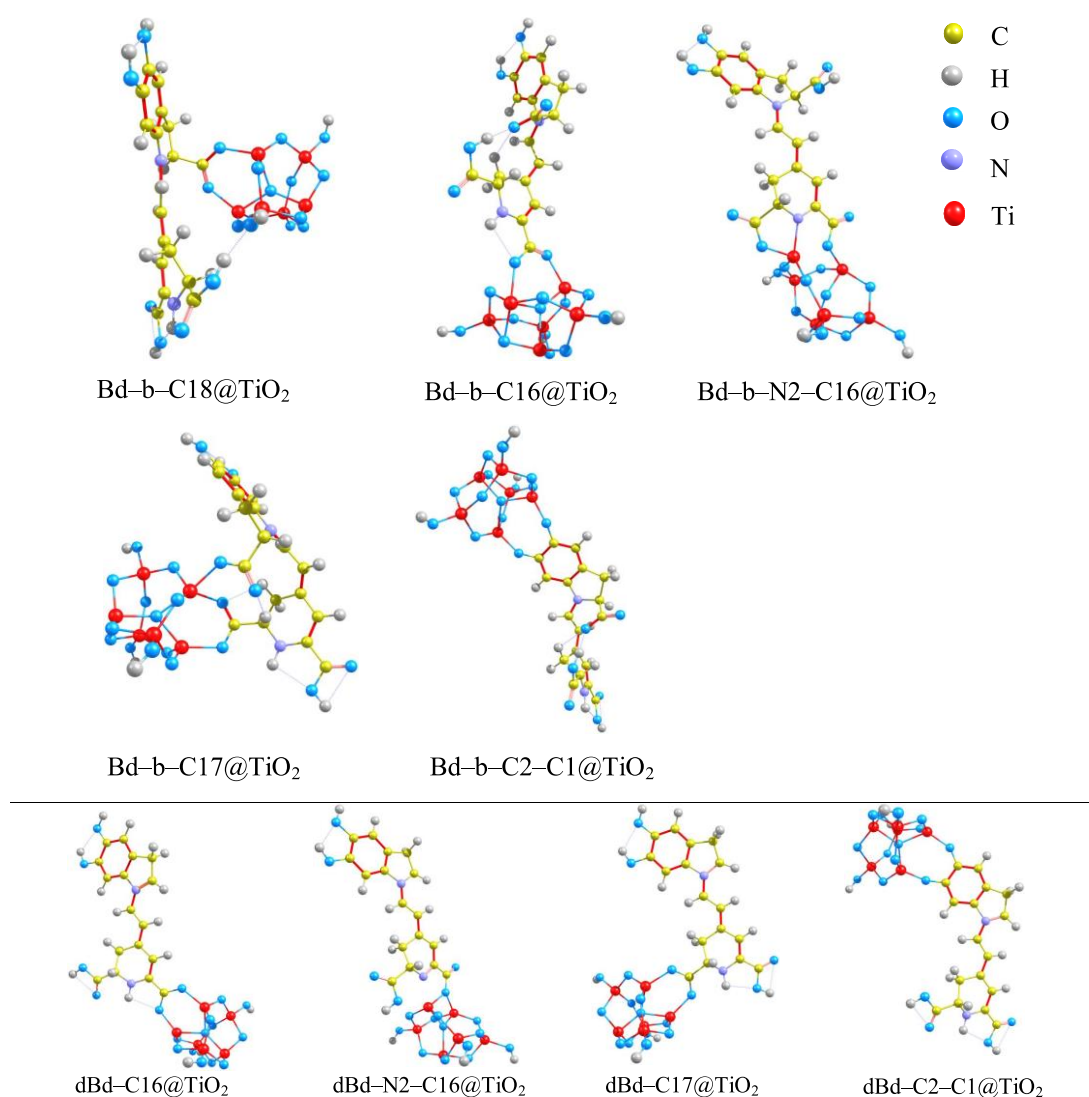 C
H
O
N
Ti
Bd–b–C18@TiO₂
Bd–b–C16@TiO₂
Bd–b–N2–C16@TiO₂
Bd–b–C17@TiO₂
Bd–b–C2–C1@TiO₂
dBd–C16@TiO₂
dBd–N2–C16@TiO₂
dBd–C17@TiO₂
dBd–C2–C1@TiO₂